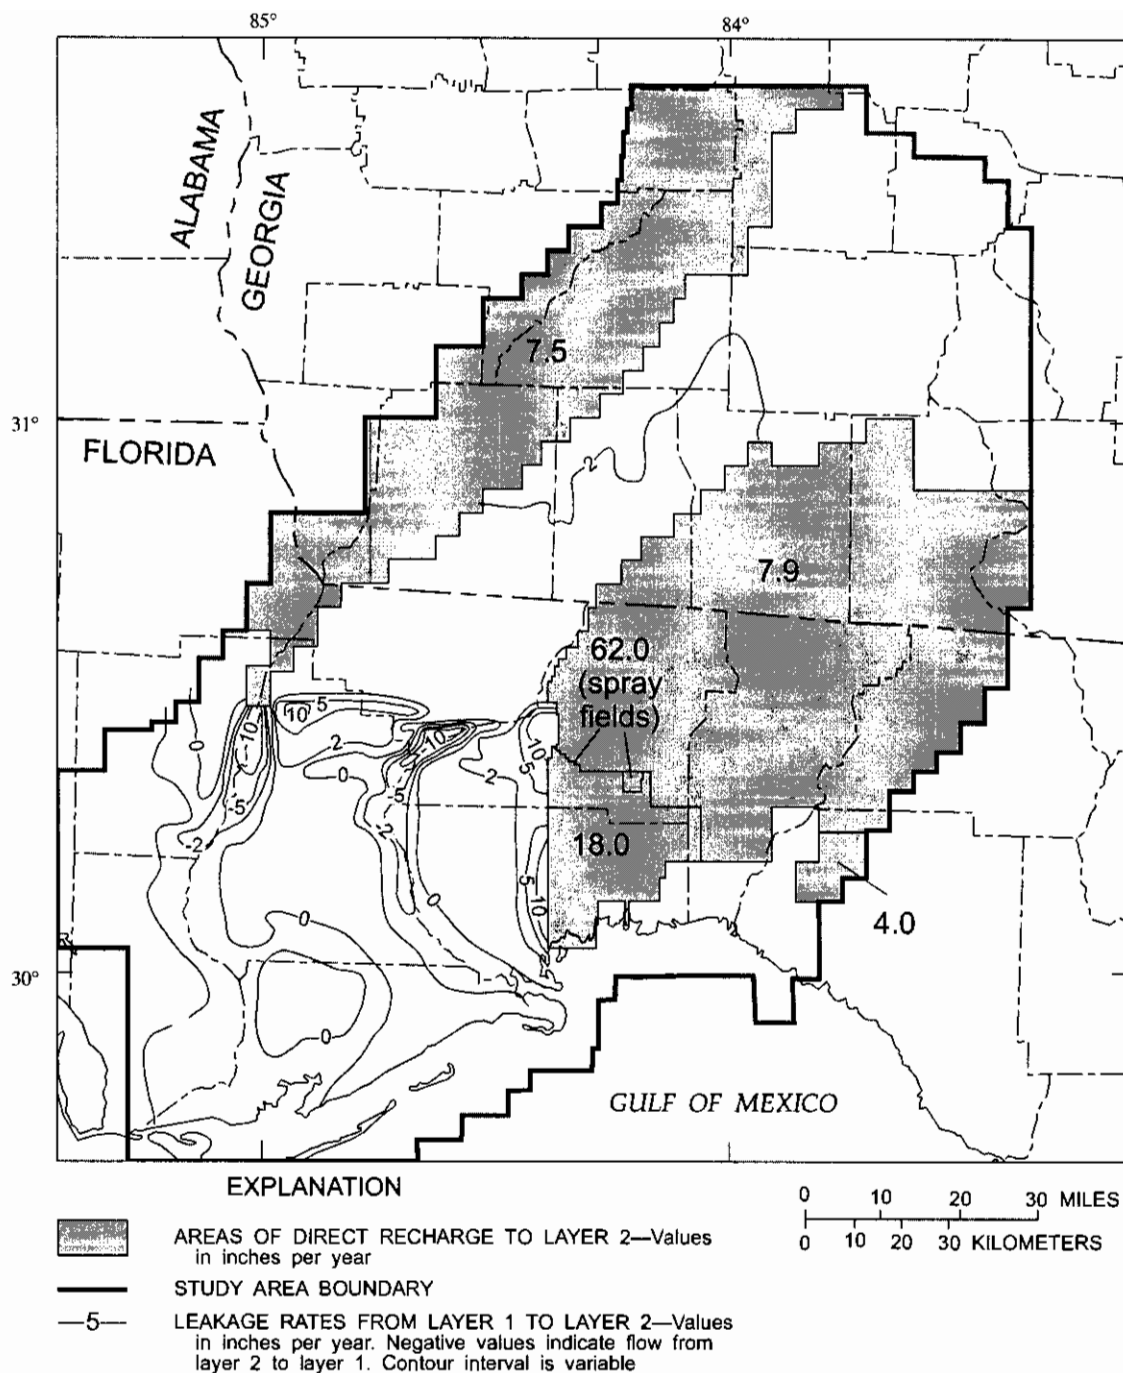 85°
84°
ALABAMA
GEORGIA
7.5
31°
FLORIDA
2
7.9
62.0
(spray
fields)
10
5
-10
0
2
-10
10
0
-5
-5
2
5
-2
-2
18.0
5
10
0
0
4.0
30°
0
0
GULF OF MEXICO
EXPLANATION
0 10 20 30 MILES
0 10 20 30 KILOMETERS
AREAS OF DIRECT RECHARGE TO LAYER 2—Values
in inches per year
STUDY AREA BOUNDARY
—5— LEAKAGE RATES FROM LAYER 1 TO LAYER 2—Values
in inches per year. Negative values indicate flow from
layer 2 to layer 1. Contour interval is variable